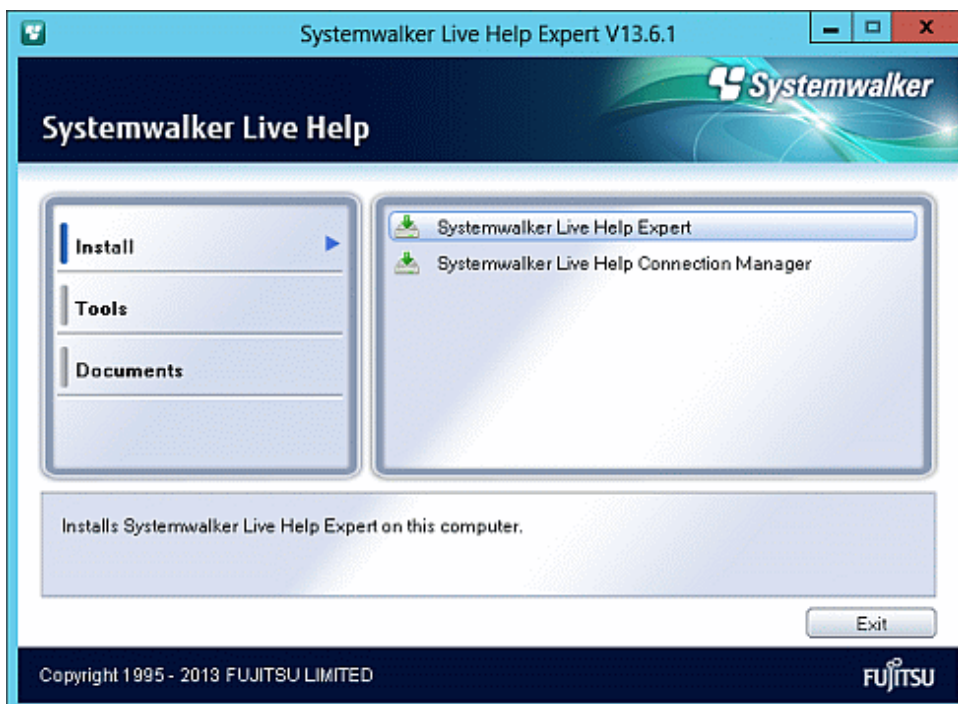 Systemwalker Live Help Expert V13.6.1
Systemwalker
Systemwalker Live Help
Install
Tools
Documents
Systemwalker Live Help Expert
Systemwalker Live Help Connection Manager
Installs Systemwalker Live Help Expert on this computer.
Exit
Copyright 1995 - 2013 FUJITSU LIMITED
FUJITSU